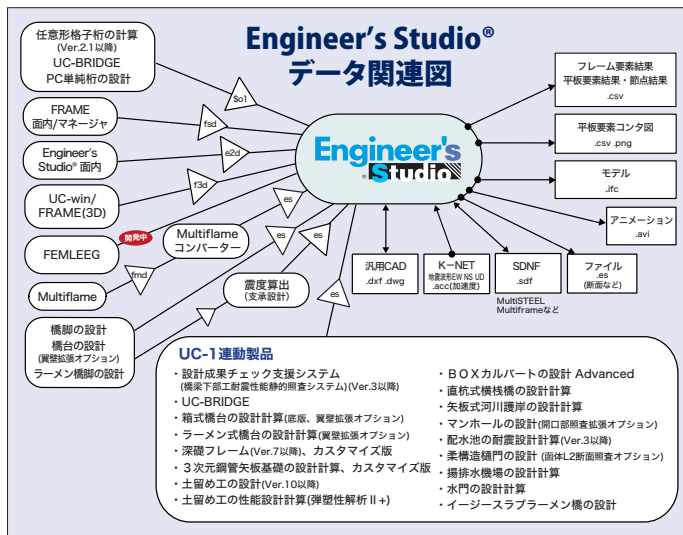 Engineer's Studio®
データ関連図
任意形格子桁の計算
(Ver.2.1以降)
UC-BRIDGE
PC単純桁の設計
$o1
FRAME
面内/マネージャ
fsd
Engineer's
Studio® 面内
e2d
UC-win/
FRAME(3D)
f3d
FEMLEEG
開発中
Multiflame
コンバーター
es
Multiflame
fmd
橋脚の設計
橋台の設計
(翼壁拡張オプション)
ラーメン橋脚の設計
es
震度算出
(支承設計)
es
es
Engineer's
Studio
®
フレーム要素結果
平板要素結果・節点結果
.csv
平板要素コンタ図
.csv .png
モデル
.ifc
アニメーション
.avi
汎用CAD
.dxf .dwg
K-NET
地震波形EW NS UD
.acc(加速度)
SDNF
.sdf
MultiSTEEL
Multiframeなど
ファイル
.es
(断面など)
UC-1連動製品
・設計成果チェック支援システム
(橋梁下部工耐震性能静的照査システム)(Ver.3以降)
・UC-BRIDGE
・箱式橋台の設計計算(底版、翼壁拡張オプション)
・ラーメン式橋台の設計計算(翼壁拡張オプション)
・深礎フレーム(Ver.7以降)、カスタマイズ版
・3次元鋼管矢板基礎の設計計算、カスタマイズ版
・土留め工の設計(Ver.10以降)
・土留め工の性能設計計算(弾塑性解析Ⅱ+)
・BOXカルバートの設計 Advanced
・直杭式横桟橋の設計計算
・矢板式河川護岸の設計計算
・マンホールの設計(開口部照査拡張オプション)
・配水池の耐震設計計算(Ver.3以降)
・柔構造樋門の設計(函体L2断面照査オプション)
・揚排水機場の設計計算
・水門の設計計算
・イージースラブラーメン橋の設計